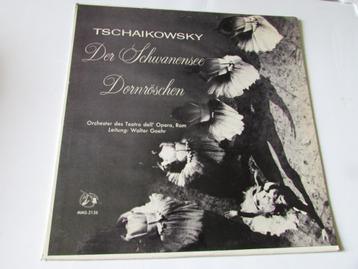 TSCHAIKOWSKY
Der Schwanensee
Dornröschen
Orchester des Teatro dell' Opera, Rom
Leitung: Walter Goehr
MMS-2136